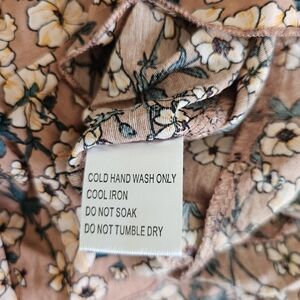 COLD HAND WASH ONLY
COOL IRON
DO NOT SOAK
DO NOT TUMBLE DRY